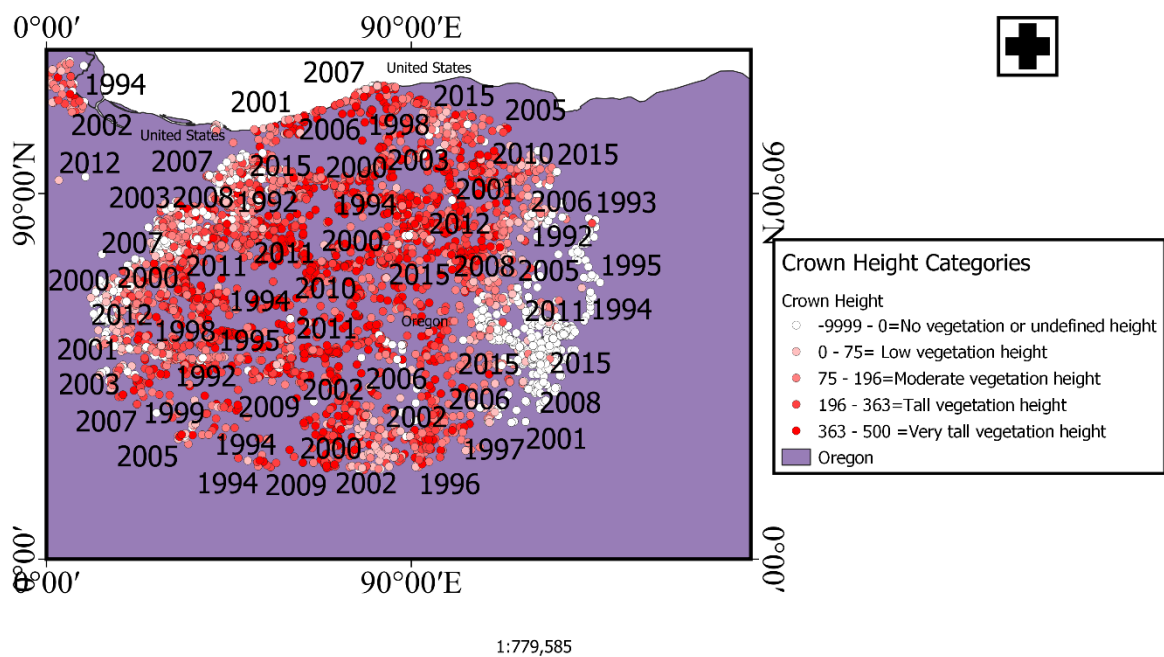 0°00′ 90°00′E
2007 United States
1994 2001 2015 2005
2002 United States 2006 1998
2012 2007 2015 2000 2003 2010 2015
90°00′N 90°00′N
2003 2008 1992 1994 2001 2006 1993
2007 2011 2000 2012 1992
2000 2000 2011 2010 2015 2008 2005 1995
2012 1994 2011 1994
1998 1995 2011 Oregon
2001 2015 2015
2003 1992 2002 2006 2006 2008
2007 1999 2009 2002
2005 1994 2000 1997 2001
1994 2009 2002 1996
Crown Height Categories
Crown Height
-9999 - 0=No vegetation or undefined height
0 - 75= Low vegetation height
75 - 196=Moderate vegetation height
196 - 363=Tall vegetation height
363 - 500 =Very tall vegetation height
Oregon
0°00′ 0°00′
0°00′ 90°00′E
1:779,585